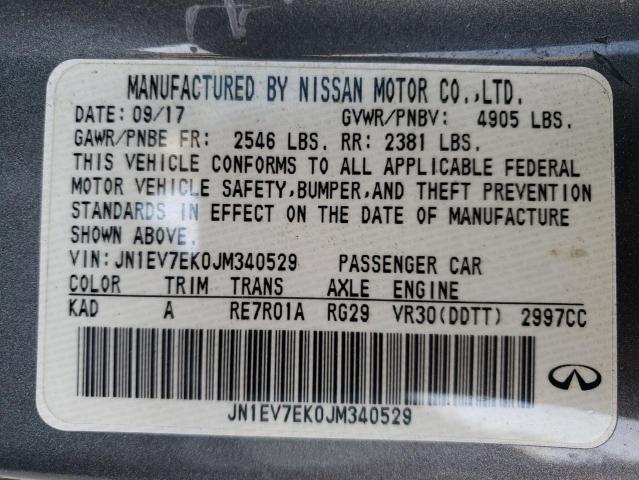 MANUFACTURED BY NISSAN MOTOR CO.,LTD.
DATE: 09/17 GVWR/PNBV: 4905 LBS.
GAWR/PNBE FR: 2546 LBS. RR: 2381 LBS.
THIS VEHICLE CONFORMS TO ALL APPLICABLE FEDERAL
MOTOR VEHICLE SAFETY,BUMPER,AND THEFT PREVENTION
STANDARDS IN EFFECT ON THE DATE OF MANUFACTURE
SHOWN ABOVE.
VIN:JN1EV7EK0JM340529 PASSENGER CAR
COLOR TRIM TRANS AXLE ENGINE
KAD A RE7R01A RG29 VR30(DDTT) 2997CC
JN1EV7EK0JM340529